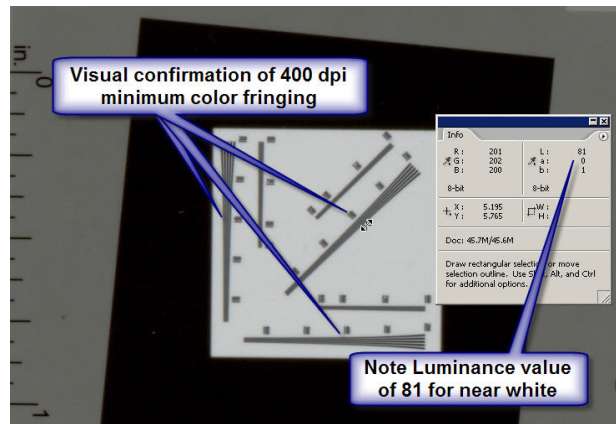 in.
0
1
Visual confirmation of 400 dpi
minimum color fringing
Info
R : 201
G : 202
B : 200
8-bit
L : 81
a : 0
b : 1
8-bit
X : 5.195
Y : 5.765
W :
H :
Doc: 45.7M/45.6M
Draw rectangular selection or move
selection outline. Use Shift, Alt, and Ctrl
for additional options.
Note Luminance value
of 81 for near white